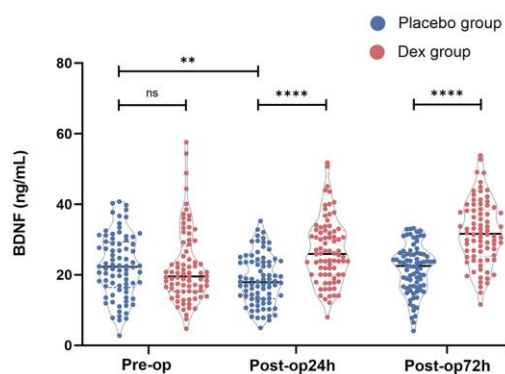 Placebo group
Dex group
BDNF (ng/mL)
80
60
40
20
0
**
ns
****
****
Pre-op
Post-op24h
Post-op72h